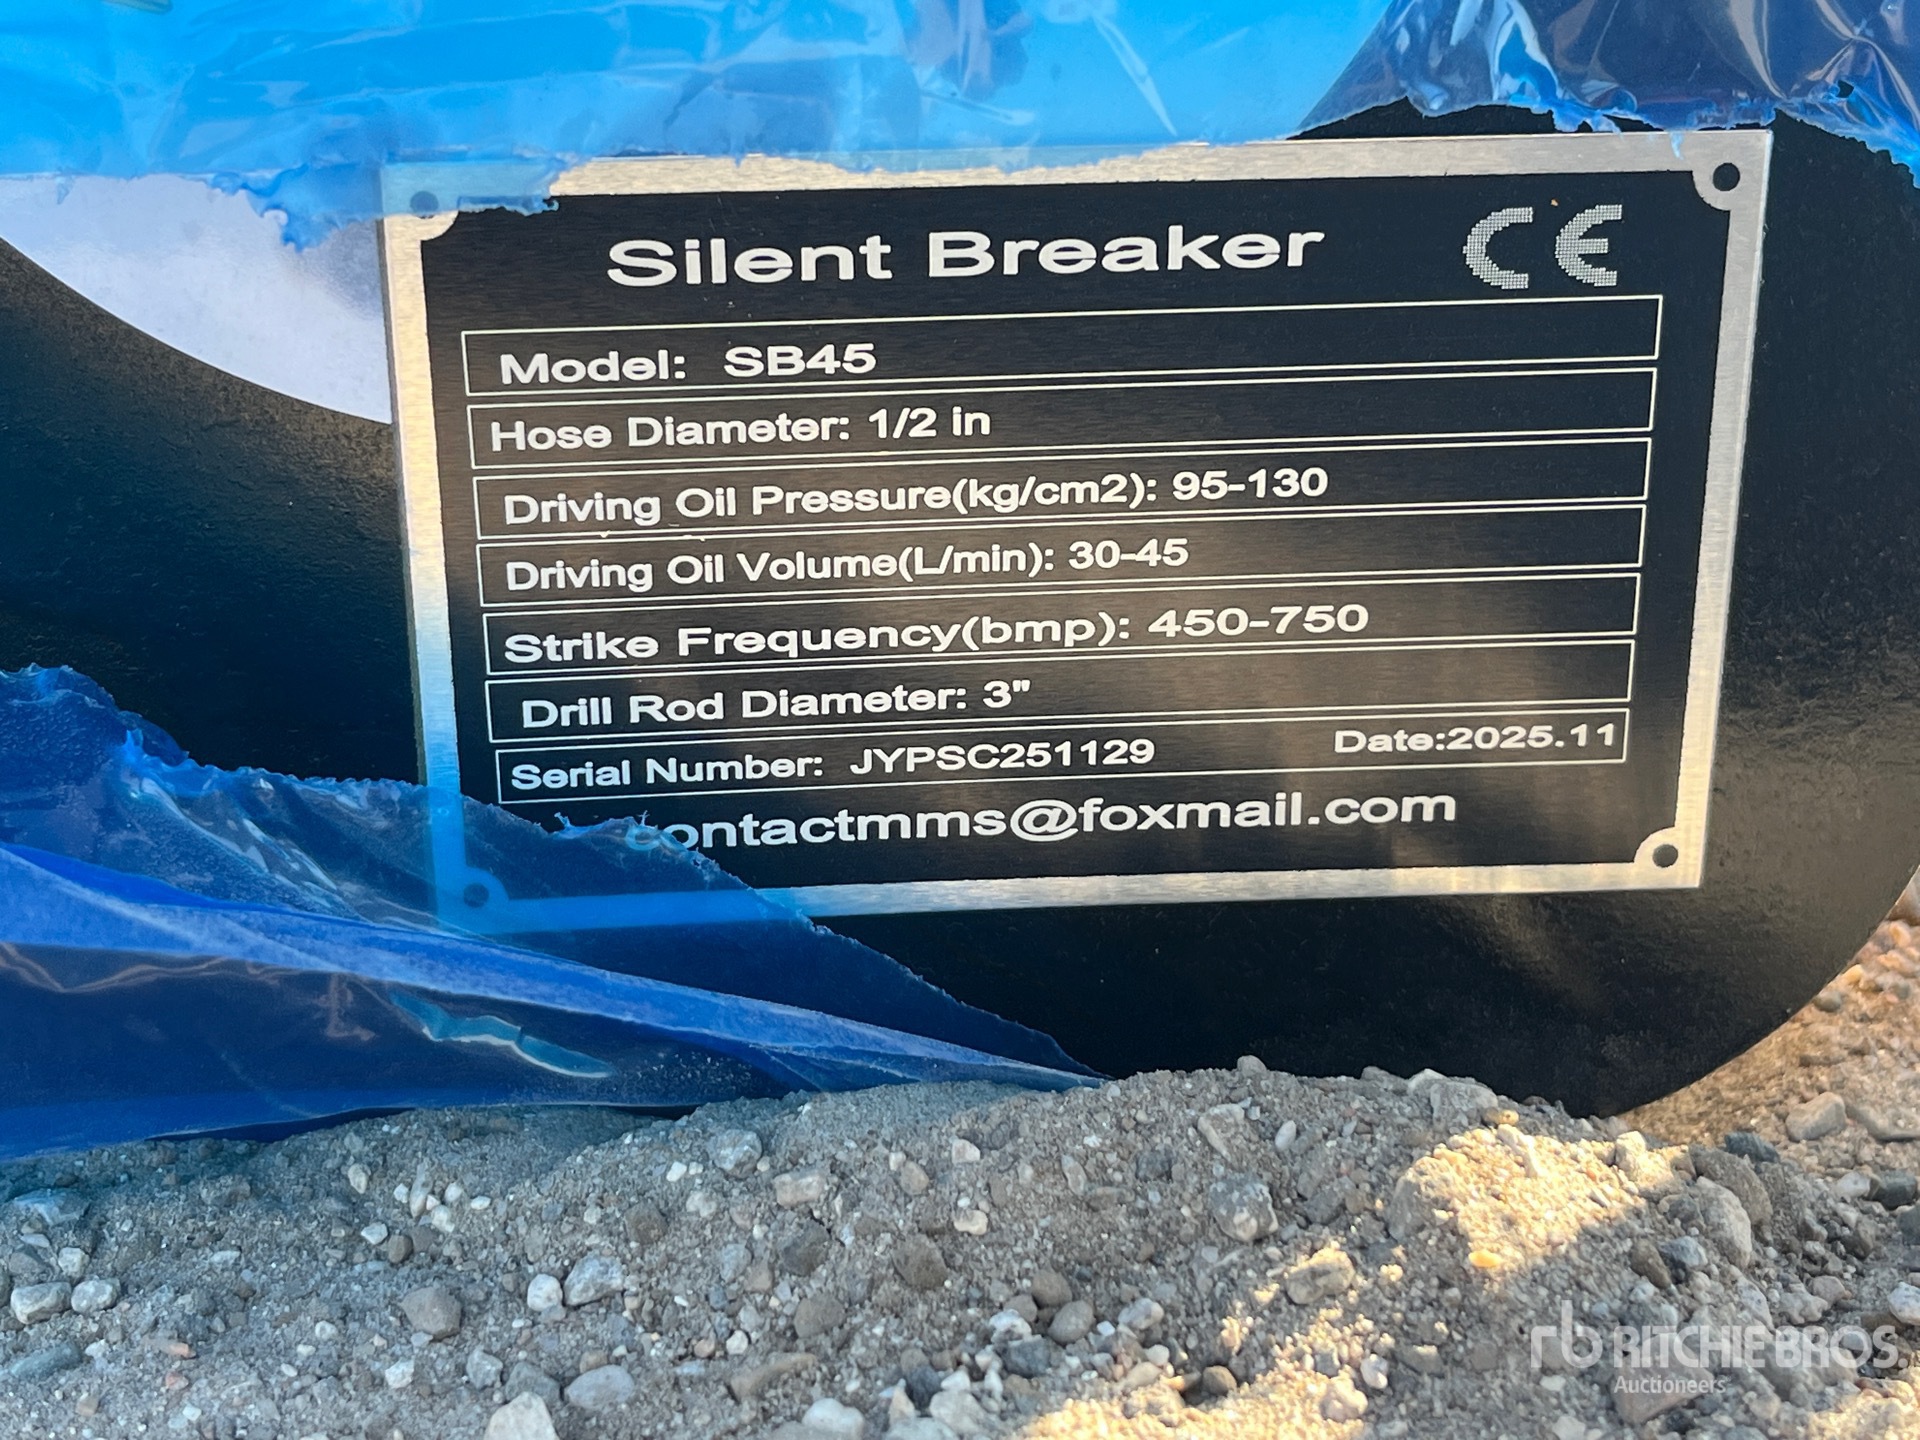 Silent Breaker CE
Model: SB45
Hose Diameter: 1/2 in
Driving Oil Pressure(kg/cm2): 95-130
Driving Oil Volume(L/min): 30-45
Strike Frequency(bmp): 450-750
Drill Rod Diameter: 3"
Serial Number: JYPSC251129 Date:2025.11
contactmms@foxmail.com
rb RITCHIE BROS.
Auctioneers